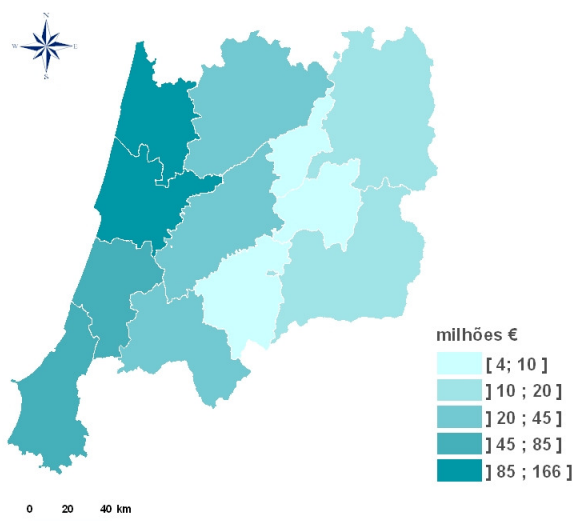 N
W E
S
milhões €
[ 4; 10 ]
] 10 ; 20 ]
] 20 ; 45 ]
] 45 ; 85 ]
] 85 ; 166 ]
0 20 40 km